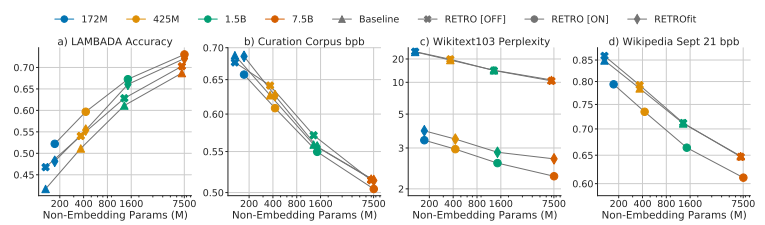 172M 425M 1.5B 7.5B Baseline RETRO [OFF] RETRO [ON] RETROfit
a) LAMBADA Accuracy
0.70
0.65
0.60
0.55
0.50
0.45
200 400 800 1600 7500
Non-Embedding Params (M)
b) Curation Corpus bpb
0.70
0.65
0.60
0.55
0.50
200 400 800 1600 7500
Non-Embedding Params (M)
c) Wikitext103 Perplexity
20
10
5
3
2
200 400 800 1600 7500
Non-Embedding Params (M)
d) Wikipedia Sept 21 bpb
0.85
0.80
0.75
0.70
0.65
0.60
200 400 800 1600 7500
Non-Embedding Params (M)